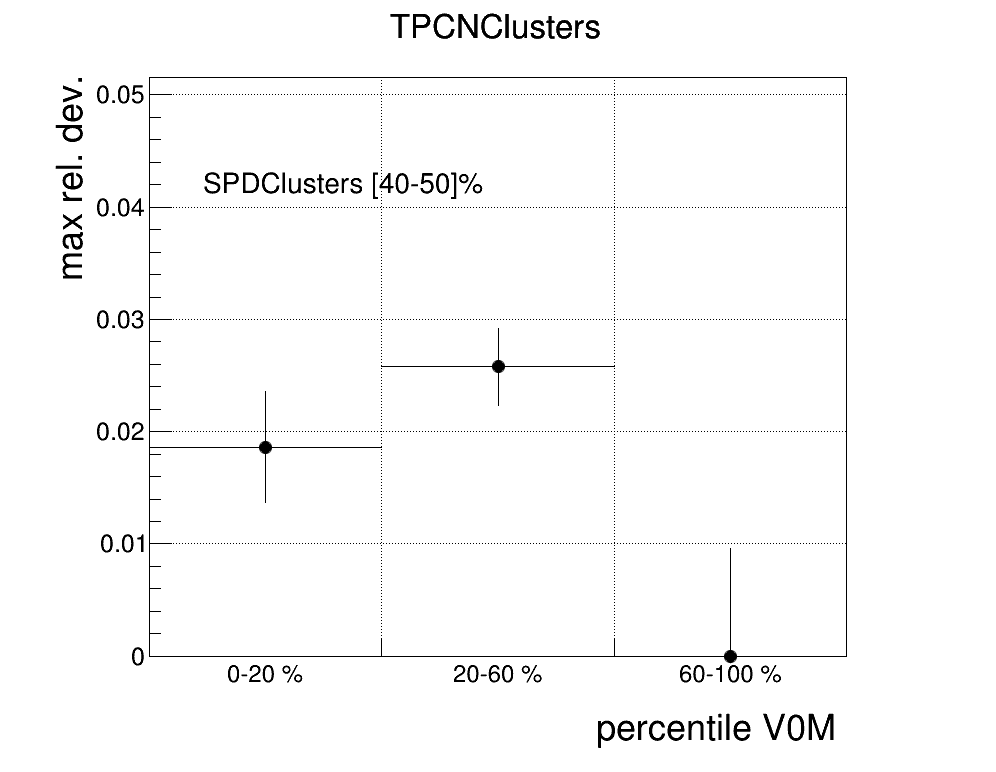 TPCNClusters
max rel. dev.
0.05
SPDClusters [40-50]%
0.04
0.03
0.02
0.01
0
0-20 % 20-60 % 60-100 %
percentile V0M